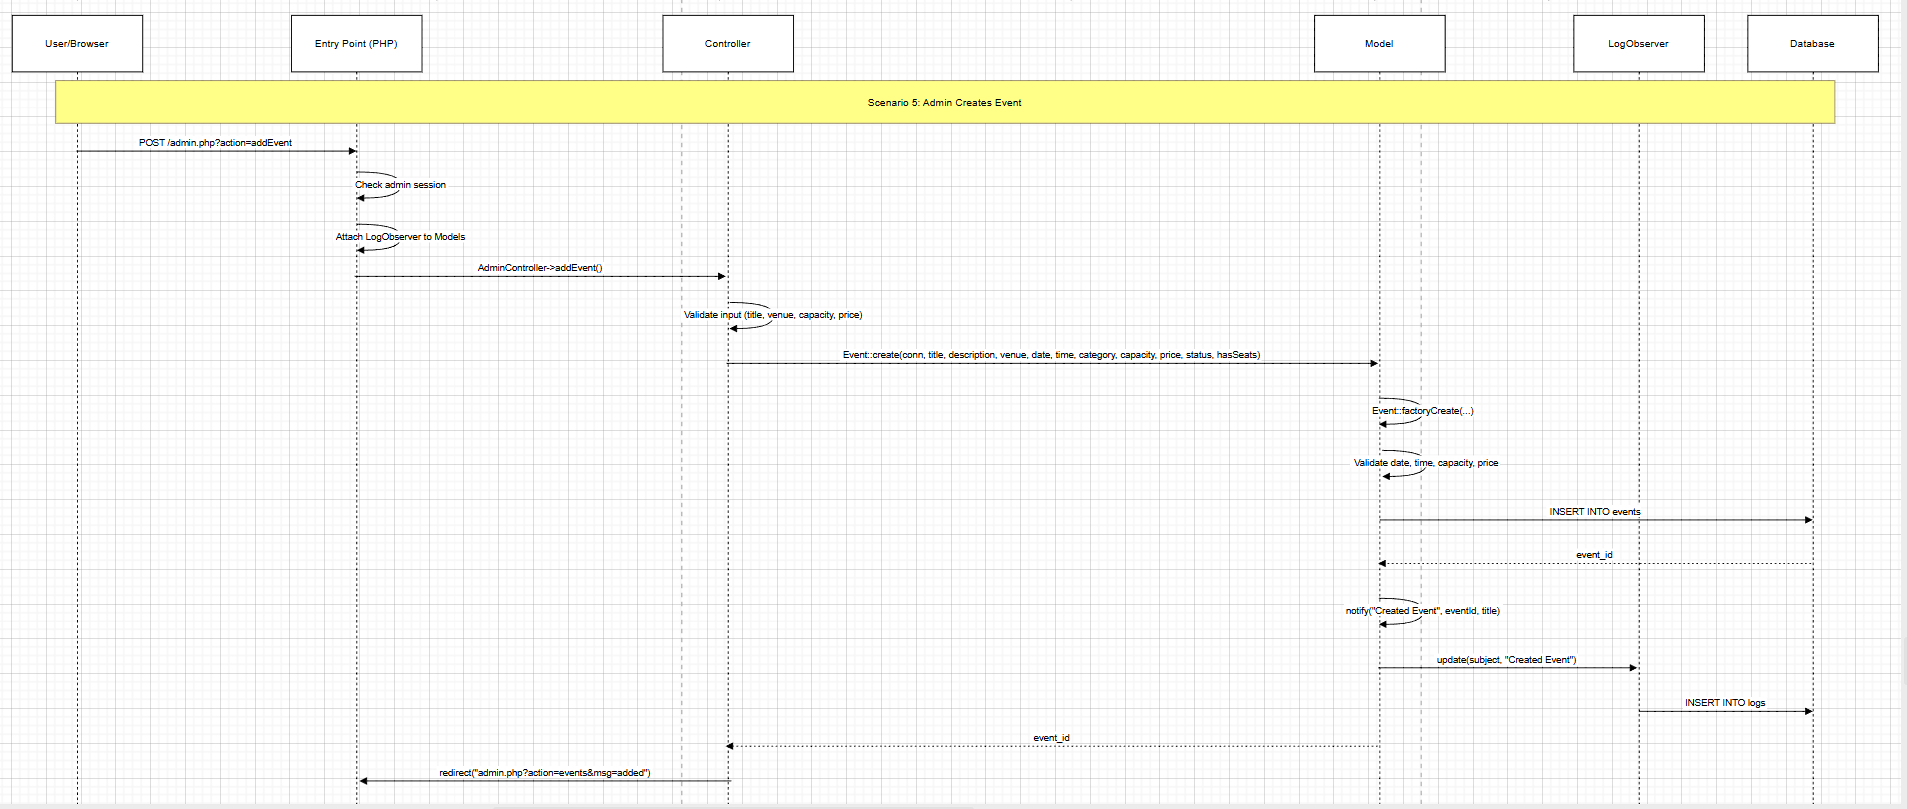 User/Browser
Entry Point (PHP)
Controller
Model
LogObserver
Database
Scenario 5: Admin Creates Event
POST /admin.php?action=addEvent
Check admin session
Attach LogObserver to Models
AdminController->addEvent()
Validate input (title, venue, capacity, price)
Event::create(conn, title, description, venue, date, time, category, capacity, price, status, hasSeats)
Event::factoryCreate(...)
Validate date, time, capacity, price
INSERT INTO events
event_id
notify("Created Event", eventId, title)
update(subject, "Created Event")
INSERT INTO logs
event_id
redirect("admin.php?action=events&msg=added")